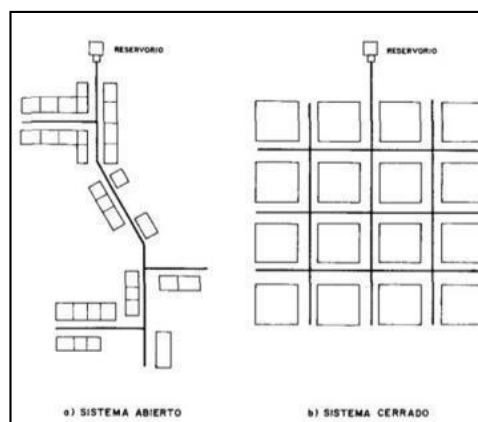 RESERVORIO
RESERVORIO
a) SISTEMA ABIERTO
b) SISTEMA CERRADO